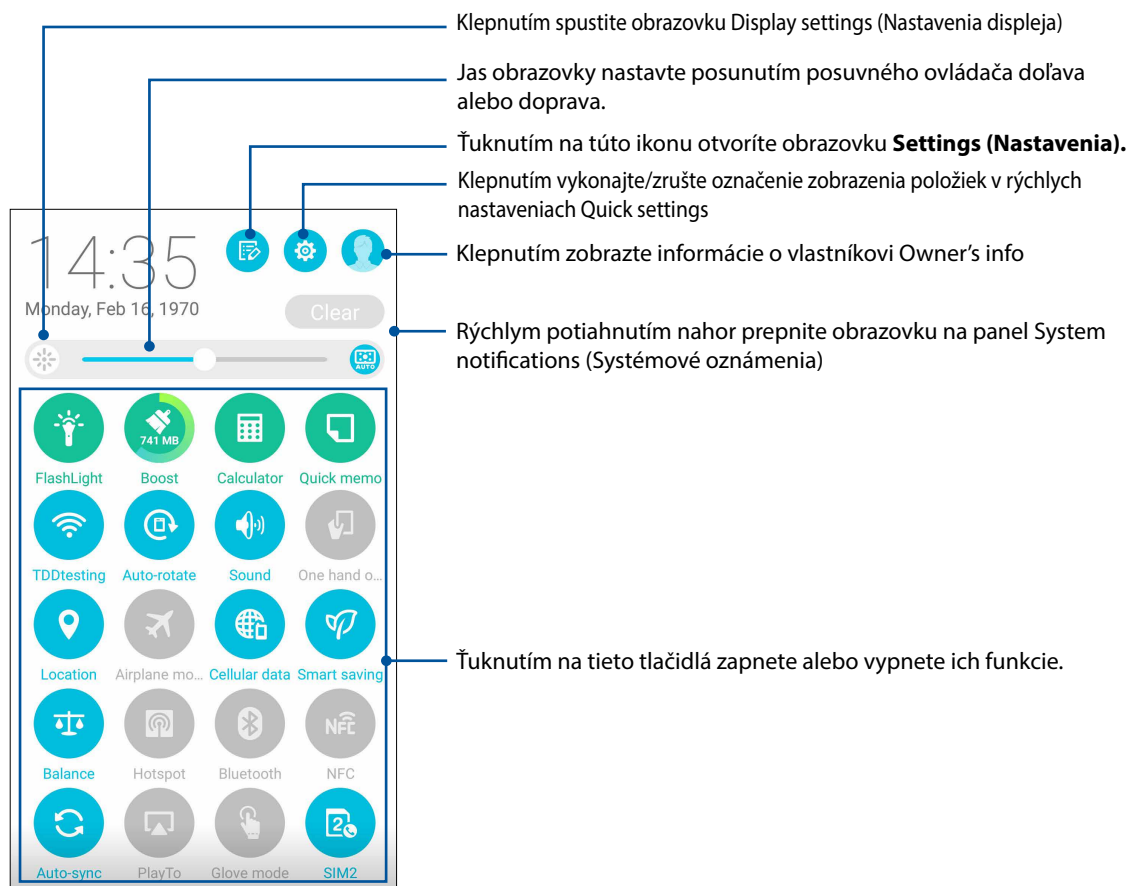 Klepnutím spustite obrazovku Display settings (Nastavenia displeja)
Jas obrazovky nastavte posunutím posuvného ovládača doľava
alebo doprava.
Ťuknutím na túto ikonu otvoríte obrazovku Settings (Nastavenia).
Klepnutím vykonajte/zrušte označenie zobrazenia položiek v rýchlych
nastaveniach Quick settings
Klepnutím zobrazte informácie o vlastníkovi Owner's info
Rýchlym potiahnutím nahor prepnite obrazovku na panel System
notifications (Systémové oznámenia)
Ťuknutím na tieto tlačidlá zapnete alebo vypnete ich funkcie.
14:35
Monday, Feb 16, 1970
Clear
AUTO
741 MB
FlashLight Boost Calculator Quick memo
TDDtesting Auto-rotate Sound One hand o...
Location Airplane mo... Cellular data Smart saving
NFC
Balance Hotspot Bluetooth NFC
2
Auto-sync PlayTo Glove mode SIM2